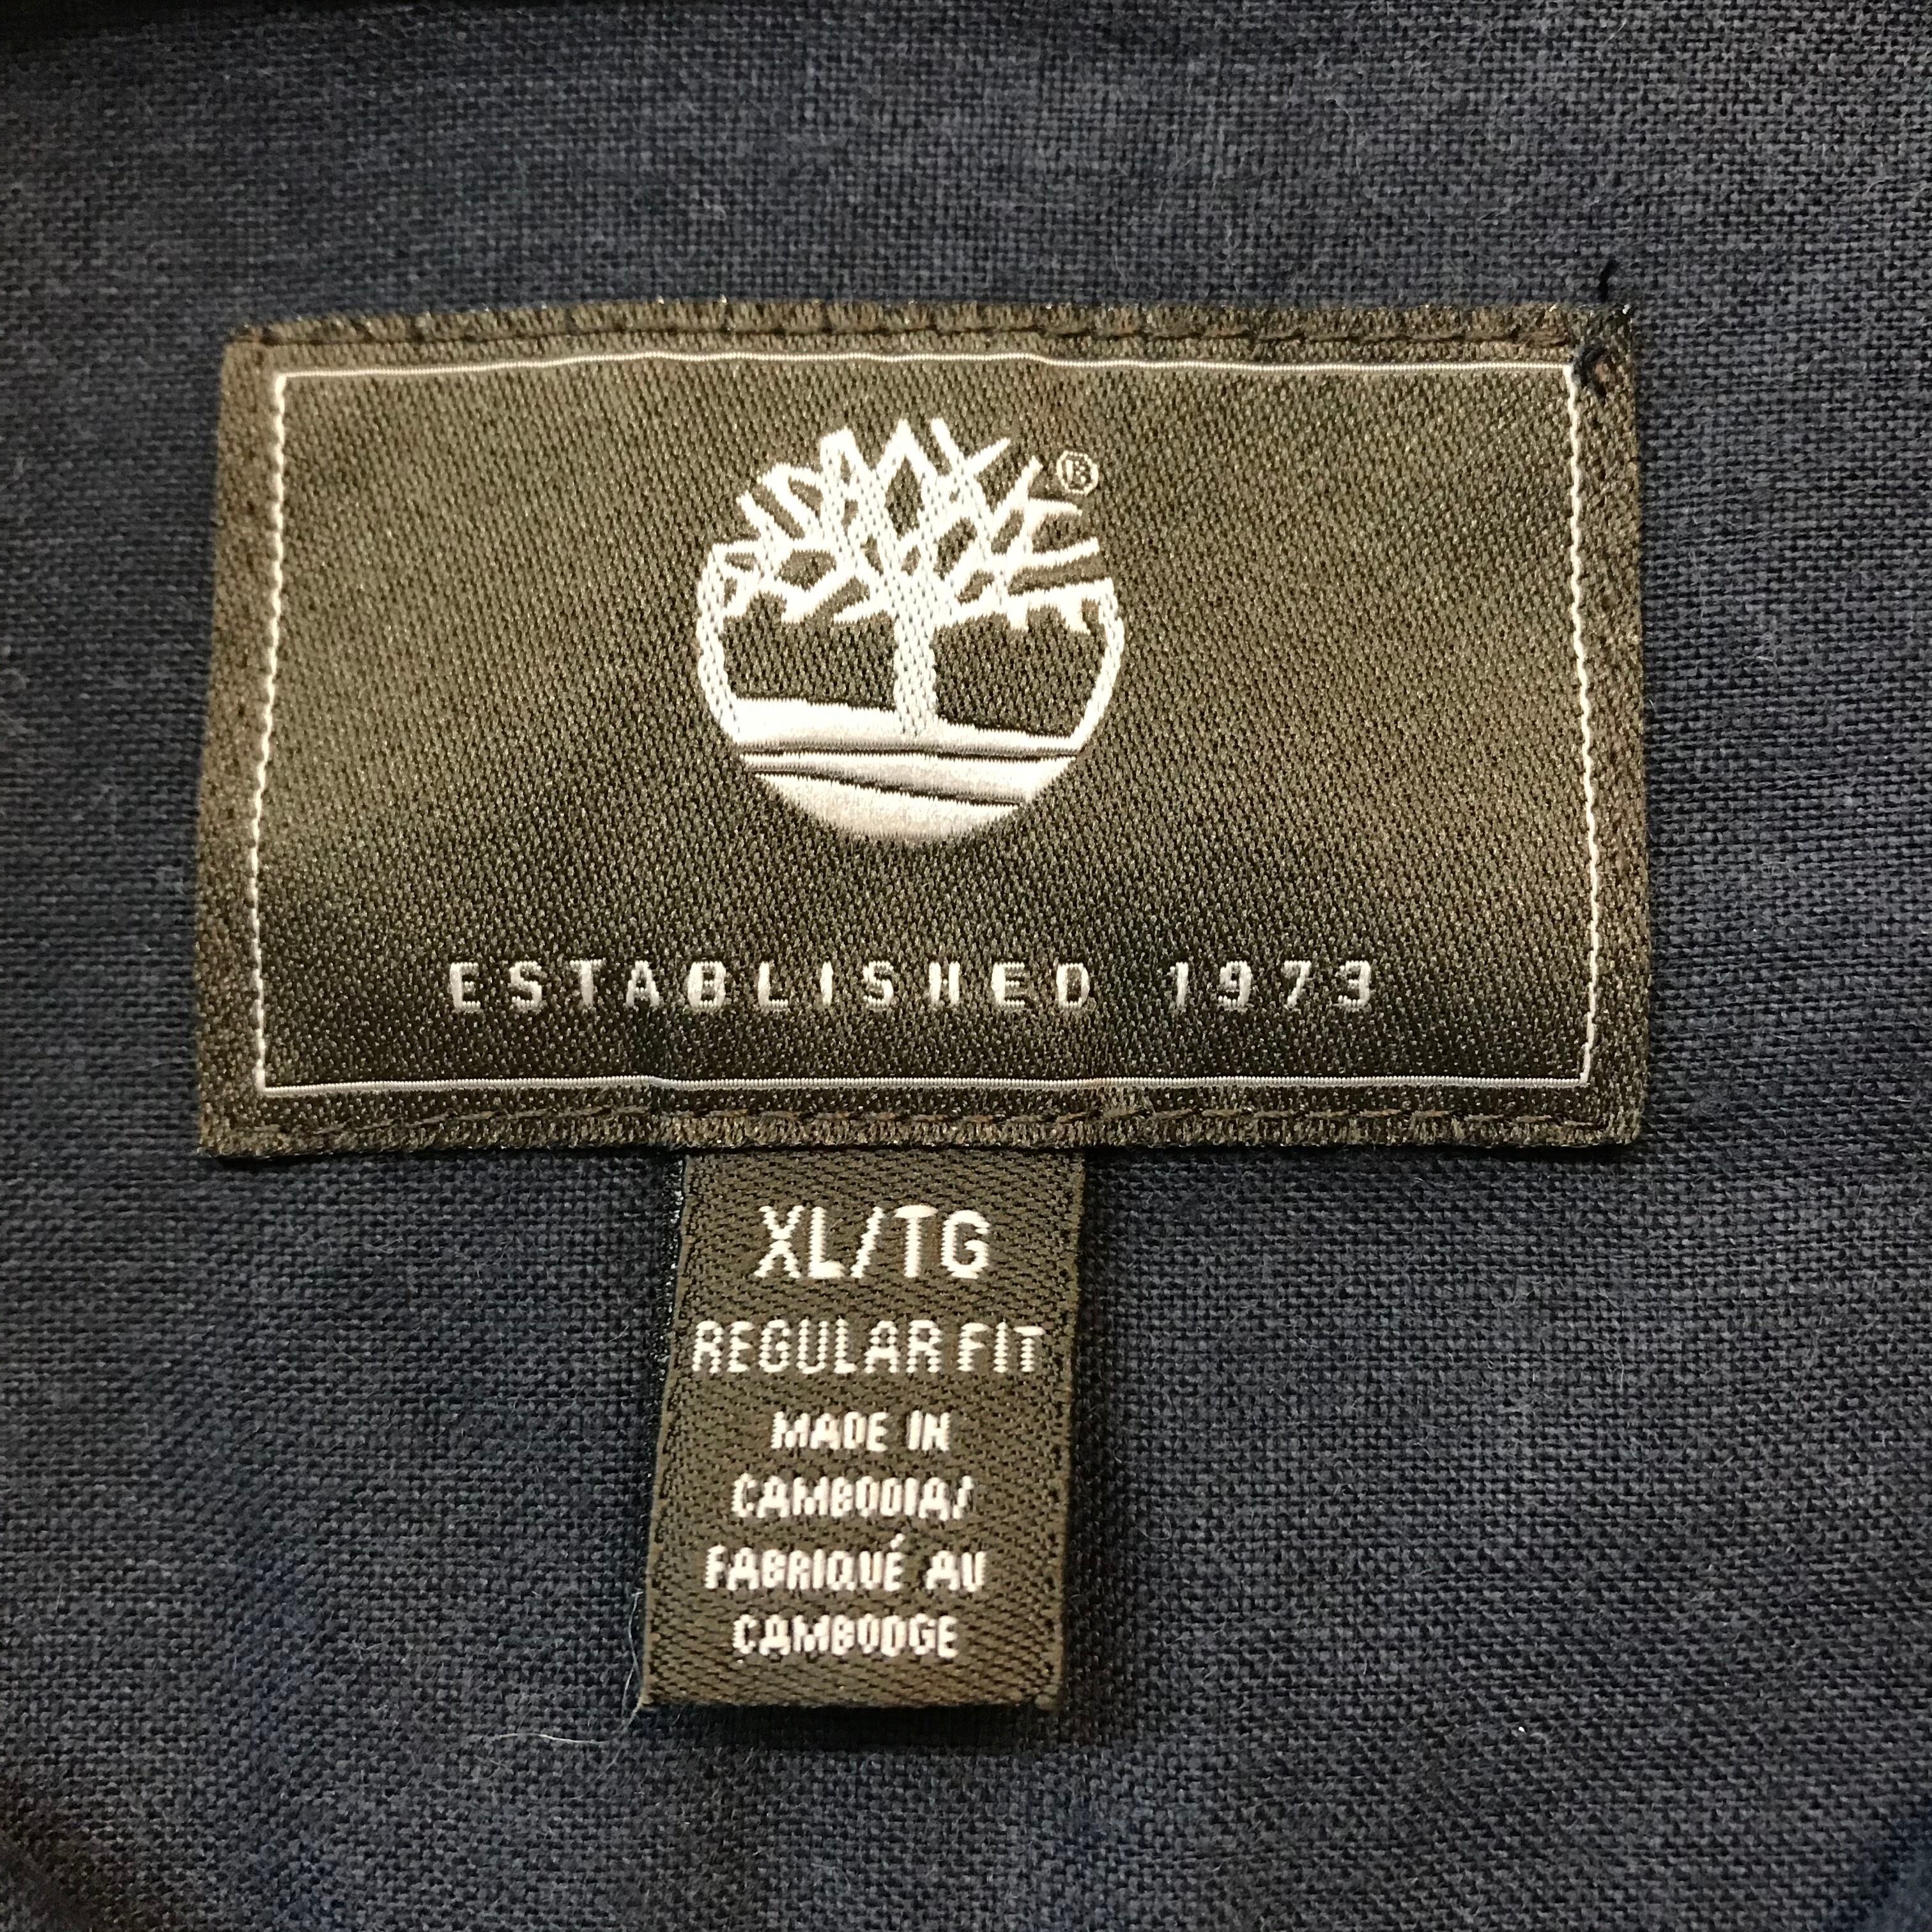 ®
ESTABLISHED 1973
XL/TG
REGULAR FIT
MADE IN
CAMBODIA/
FABRIQUÉ AU
CAMBODGE